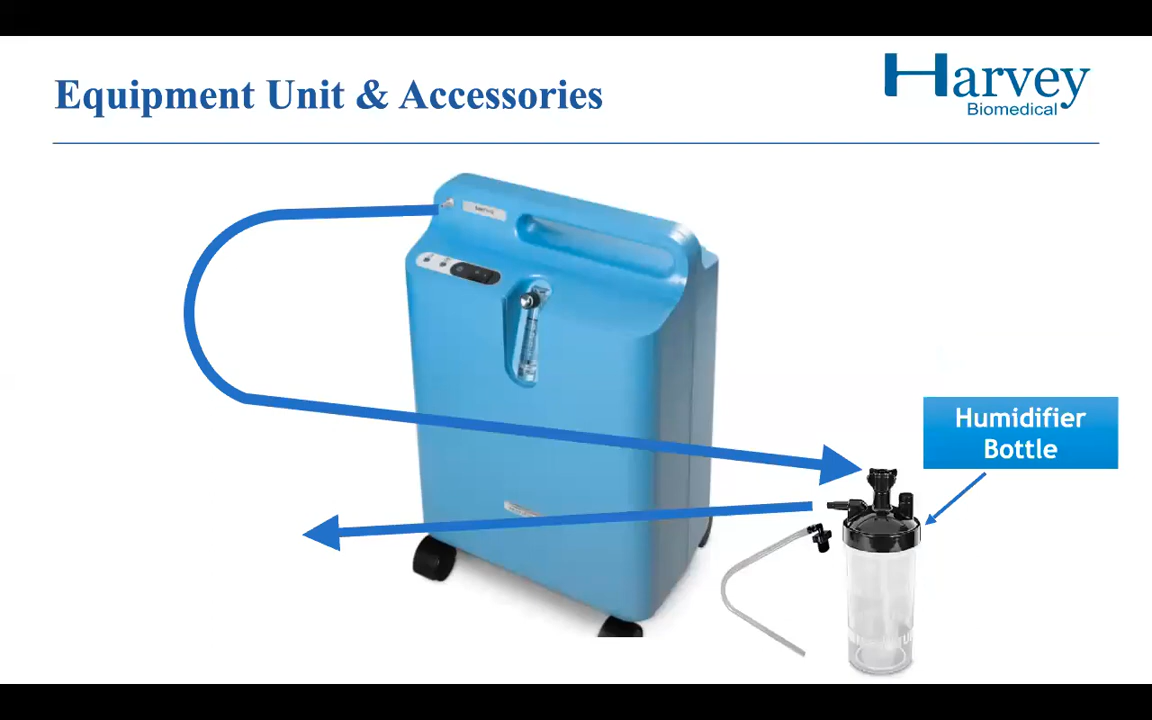 Equipment Unit & Accessories
Harvey
Biomedical
Humidifier
Bottle